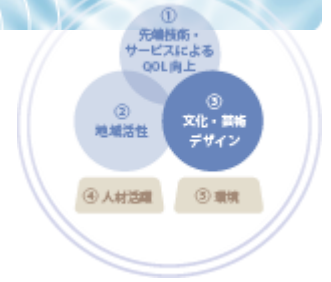 ①
先端技術・
サービスによる
QOL向上
②
地域活性
③
文化・芸術
デザイン
④人材活躍
⑤環境